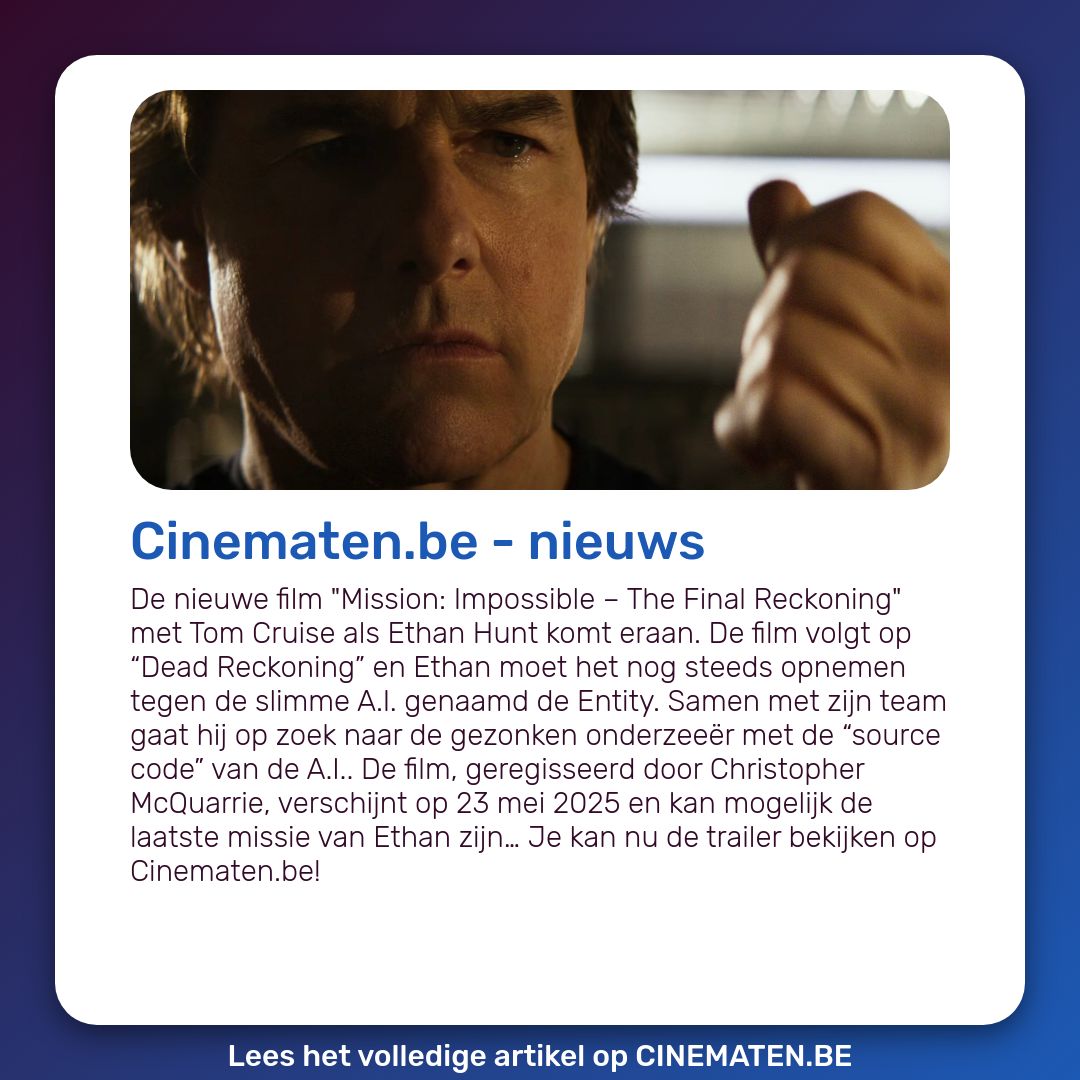 Cinematen.be - nieuws
De nieuwe film "Mission: Impossible – The Final Reckoning"
met Tom Cruise als Ethan Hunt komt eraan. De film volgt op
“Dead Reckoning” en Ethan moet het nog steeds opnemen
tegen de slimme A.I. genaamd de Entity. Samen met zijn team
gaat hij op zoek naar de gezonken onderzeeër met de “source
code” van de A.I.. De film, geregisseerd door Christopher
McQuarrie, verschijnt op 23 mei 2025 en kan mogelijk de
laatste missie van Ethan zijn... Je kan nu de trailer bekijken op
Cinematen.be!
Lees het volledige artikel op CINEMATEN.BE